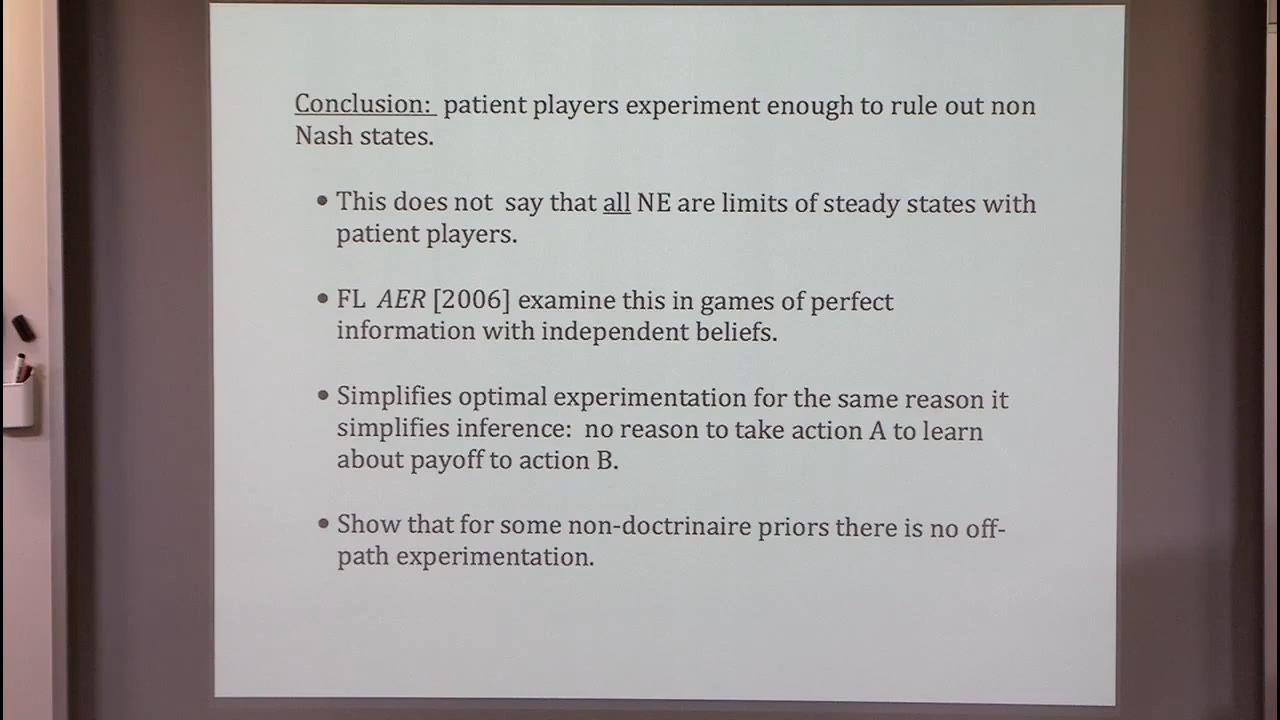 Conclusion: patient players experiment enough to rule out non
Nash states.
• This does not say that all NE are limits of steady states with
patient players.
• FL AER [2006] examine this in games of perfect
information with independent beliefs.
• Simplifies optimal experimentation for the same reason it
simplifies inference: no reason to take action A to learn
about payoff to action B.
• Show that for some non-doctrinaire priors there is no off-
path experimentation.